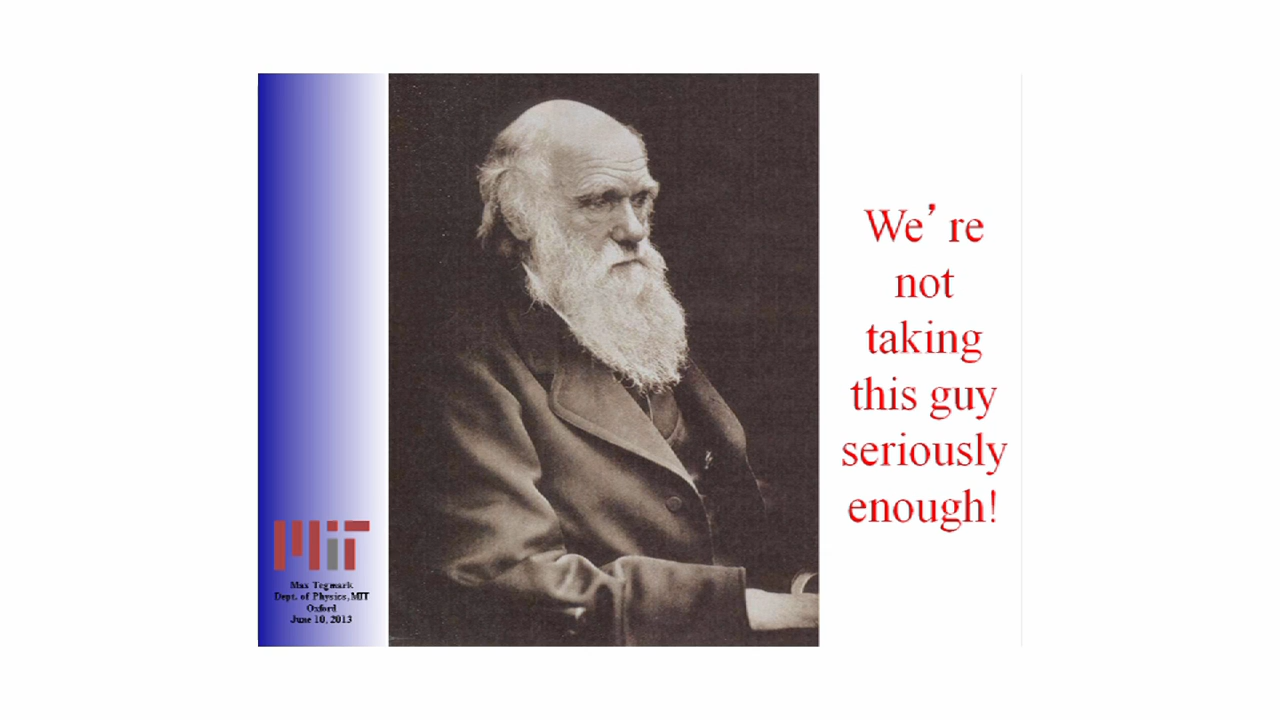 We’re
not
taking
this guy
seriously
enough!
MIT
Max Tegmark
Dept. of Physics, MIT
Oxford
June 10, 2013